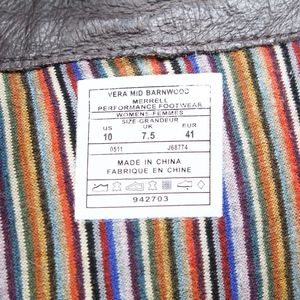 VERA MID BARNWOOD
MERRELL
PERFORMANCE FOOTWEAR
WOMENS-FEMMES
SIZE-GRANDEUR
US UK EUR
10 7.5 41
0511 J68774
MADE IN CHINA
FABRIQUE EN CHINE
942703